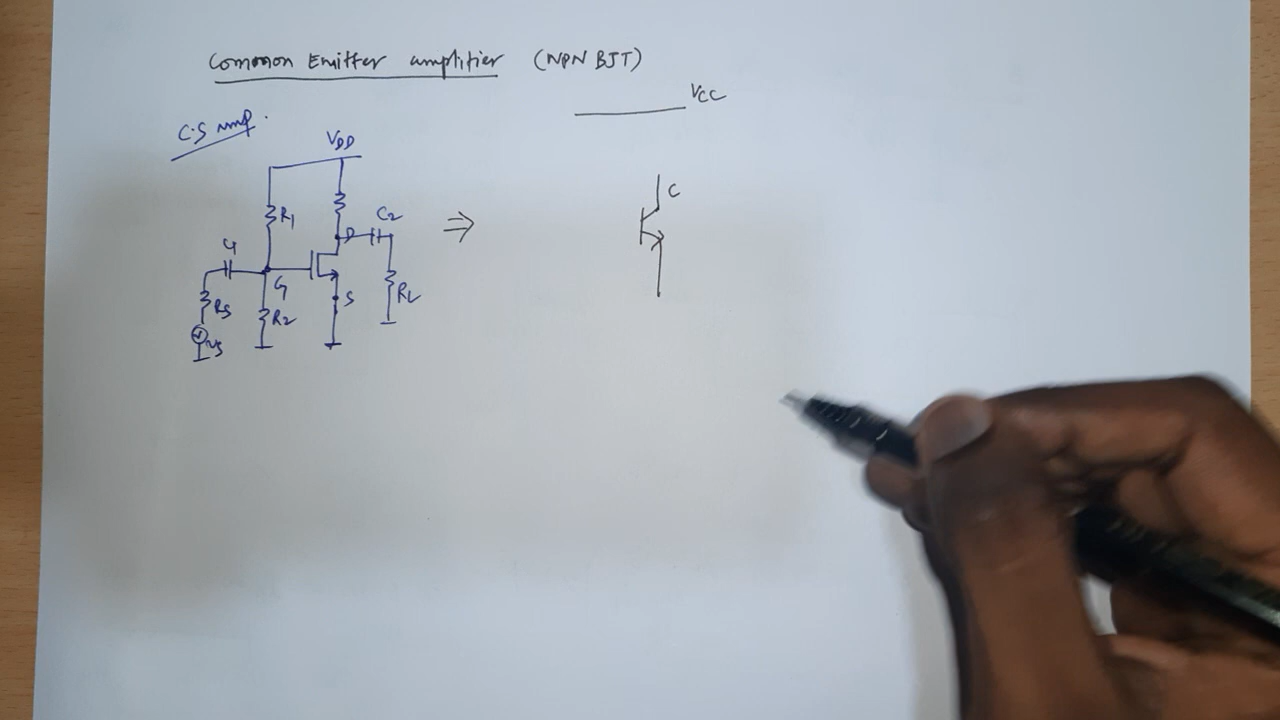 Common Emitter amplifier (NPN BJT)
VCC
C.S amp.
VDD
C
R1
C2
D
C1
G
S
RL
RS
R2
vs